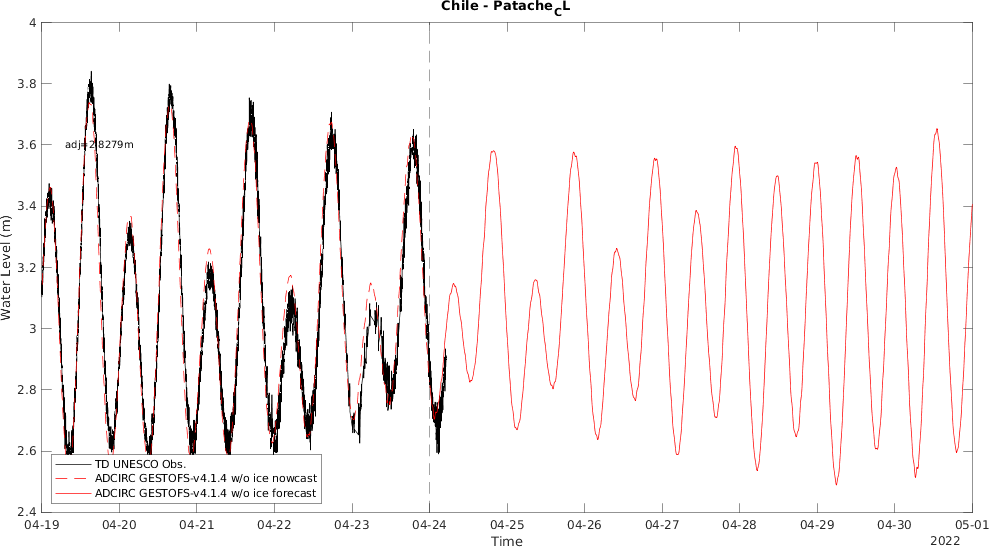 Chile - Patache_CL
4
3.8
3.6
3.4
3.2
3
2.8
2.6
2.4
Water Level (m)
adj=2.8279m
TD UNESCO Obs.
ADCIRC GESTOFS-v4.1.4 w/o ice nowcast
ADCIRC GESTOFS-v4.1.4 w/o ice forecast
04-19 04-20 04-21 04-22 04-23 04-24 04-25 04-26 04-27 04-28 04-29 04-30 05-01
Time
2022